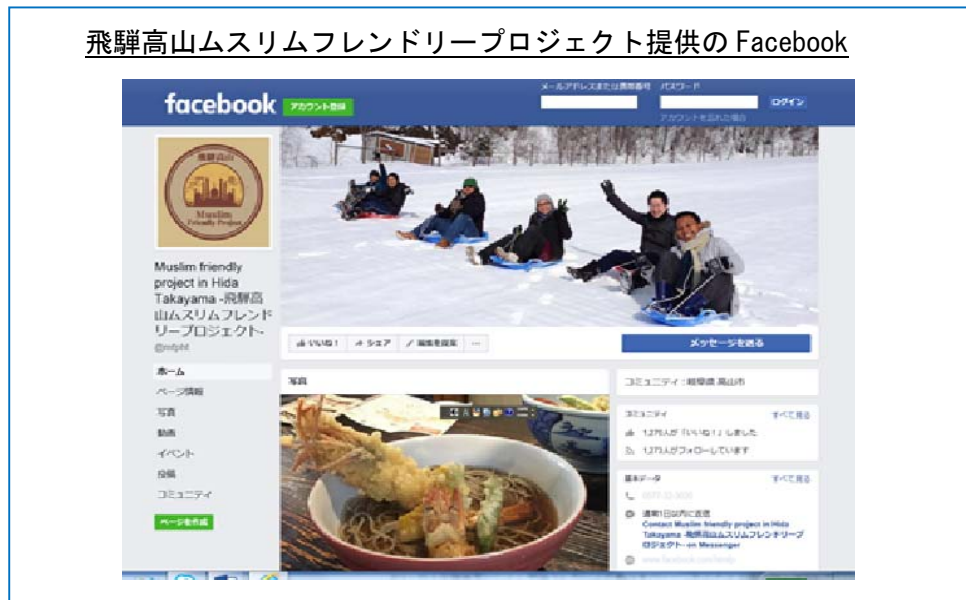 飛騨高山ムスリムフレンドリープロジェクト提供の Facebook
メールアドレスまたは携帯番号 パスワード
facebook アカウント登録 ログイン
アカウントを忘れた場合
飛騨高山
Muslim
Friendly Project
Muslim friendly
project in Hida
Takayama -飛騨高
山ムスリムフレンド
リープロジェクト-
いいね! シェア 編集を提案 ...
メッセージを送る
ホーム
ページ情報
写真
動画
イベント
投稿
コミュニティ
ページを作成
写真
コミュニティ:岐阜県 高山市
コミュニティ すべて見る
人が「いいね!」しました
人がフォローしています
基本データ すべて見る
通常1日以内に返信
Contact Muslim friendly project in Hida
Takayama -飛騨高山ムスリムフレンドリープ
ロジェクト- on Messenger